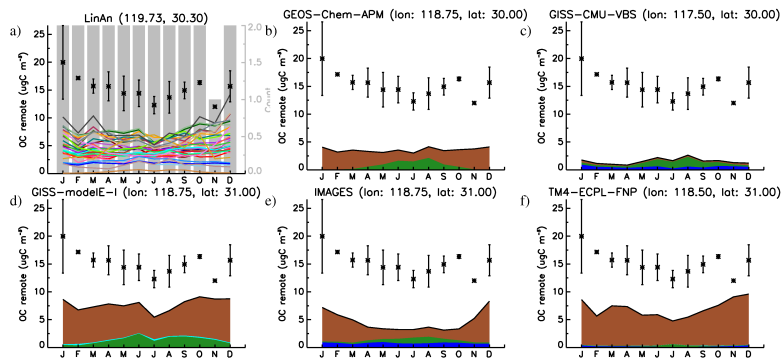 a)
LinAn (119.73, 30.30)
OC remote (ugC m⁻³)
25
20
15
10
5
0
2.0
1.5
1.0
0.5
0.0
Count
J F M A M J J A S O N D
b)
GEOS-Chem-APM (lon: 118.75, lat: 30.00)
OC remote (ugC m⁻³)
25
20
15
10
5
0
J F M A M J J A S O N D
c)
GISS-CMU-VBS (lon: 117.50, lat: 30.00)
OC remote (ugC m⁻³)
25
20
15
10
5
0
J F M A M J J A S O N D
d)
GISS-modelE-I (lon: 118.75, lat: 31.00)
OC remote (ugC m⁻³)
25
20
15
10
5
0
J F M A M J J A S O N D
e)
IMAGES (lon: 118.75, lat: 31.00)
OC remote (ugC m⁻³)
25
20
15
10
5
0
J F M A M J J A S O N D
f)
TM4-ECPL-FNP (lon: 118.50, lat: 31.00)
OC remote (ugC m⁻³)
25
20
15
10
5
0
J F M A M J J A S O N D